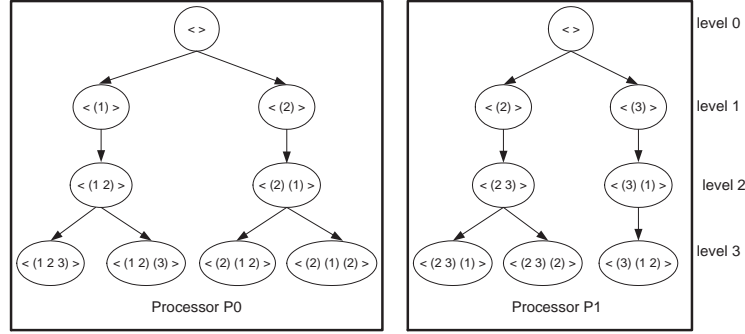 < > < > level 0
< (1) > < (2) > < (2) > < (3) > level 1
< (1 2) > < (2) (1) > < (2 3) > < (3) (1) > level 2
< (1 2 3) > < (1 2) (3) > < (2) (1 2) > < (2) (1) (2) > < (2 3) (1) > < (2 3) (2) > < (3) (1 2) > level 3
Processor P0 Processor P1